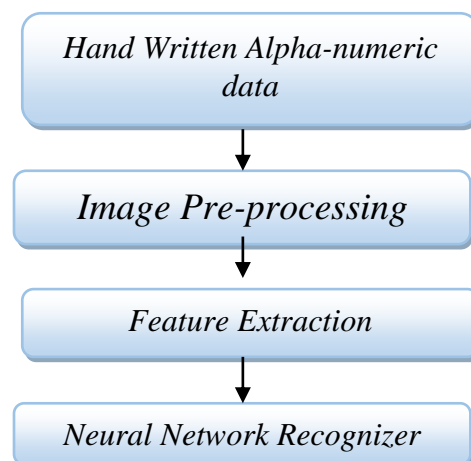 Hand Written Alpha-numeric
data
Image Pre-processing
Feature Extraction
Neural Network Recognizer